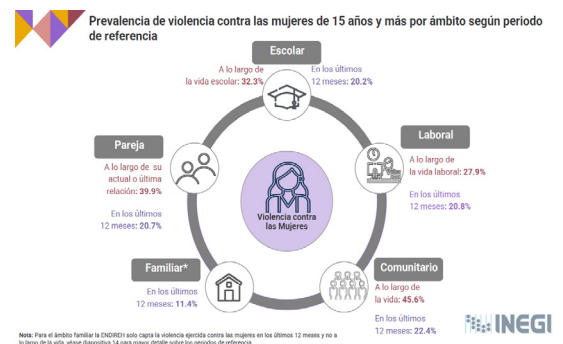 Prevalencia de violencia contra las mujeres de 15 años y más por ámbito según periodo
de referencia
Escolar
A lo largo de
la vida escolar: 32.3%
En los últimos
12 meses: 20.2%
Laboral
A lo largo de
la vida laboral: 27.9%
En los últimos
12 meses: 20.8%
Pareja
A lo largo de su
actual o última
relación: 39.9%
En los últimos
12 meses: 20.7%
Violencia contra
las Mujeres
Familiar*
En los últimos
12 meses: 11.4%
Comunitario
A lo largo de
la vida: 45.6%
En los últimos
12 meses: 22.4%
INEGI
Nota: Para el ámbito familiar la ENDIREH solo capta la violencia ejercida contra las mujeres en los últimos 12 meses y no a
lo largo de la vida, véase diapositiva 14 para mayor detalle sobre los periodos de referencia.